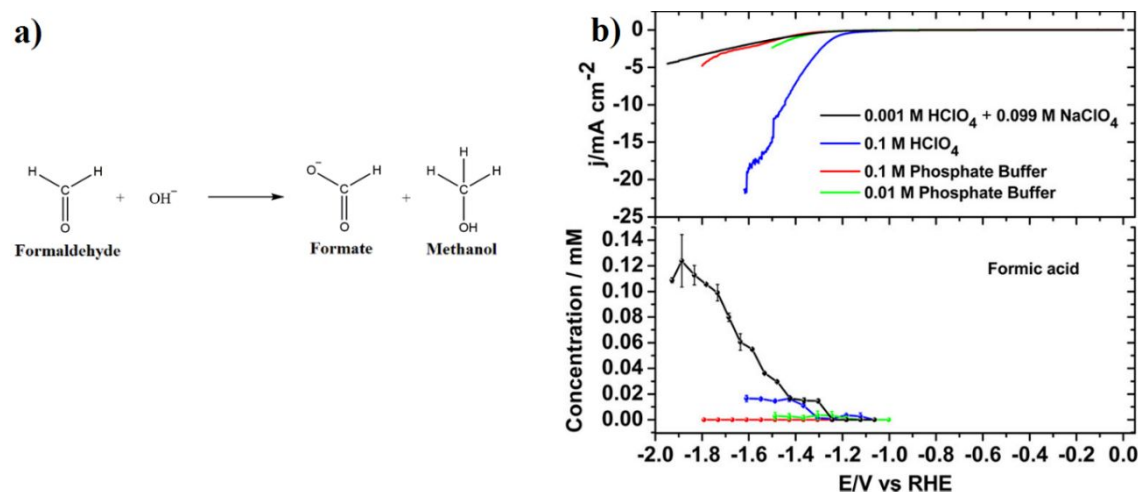 a)
H
H
C
O
+
OH⁻
Formaldehyde
O⁻
H
C
O
Formate
+
H
H
H
C
OH
Methanol
b)
j/mA cm⁻²
0
-5
-10
-15
-20
-25
0.001 M HClO₄ + 0.099 M NaClO₄
0.1 M HClO₄
0.1 M Phosphate Buffer
0.01 M Phosphate Buffer
Concentration / mM
0.14
0.12
0.10
0.08
0.06
0.04
0.02
0.00
Formic acid
-2.0 -1.8 -1.6 -1.4 -1.2 -1.0 -0.8 -0.6 -0.4 -0.2 0.0
E/V vs RHE